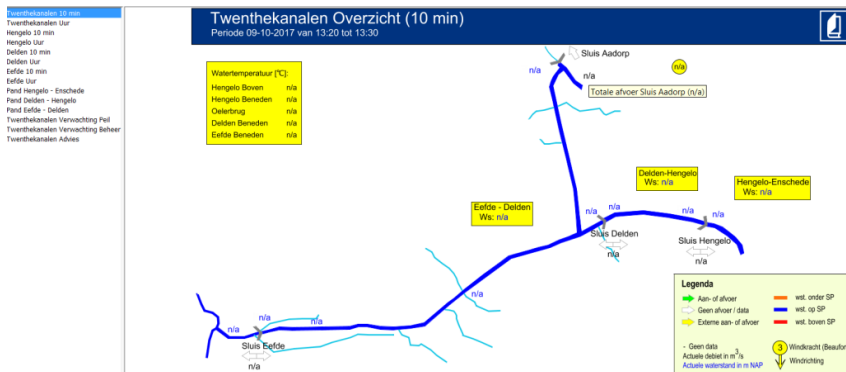 Twenthekanalen 10 min
Twenthekanalen Uur
Hengelo 10 min
Hengelo Uur
Delden 10 min
Delden Uur
Eefde 10 min
Eefde Uur
Pand Hengelo - Enschede
Pand Delden - Hengelo
Pand Eefde - Delden
Twenthekanalen Verwachting Peil
Twenthekanalen Verwachting Beheer
Twenthekanalen Advies
Twenthekanalen Overzicht (10 min)
Periode 09-10-2017 van 13:20 tot 13:30
Watertemperatuur [°C]:
Hengelo Boven n/a
Hengelo Beneden n/a
Oelerbrug n/a
Delden Beneden n/a
Eefde Beneden n/a
Sluis Aadorp
n/a
n/a
n/a
Totale afvoer Sluis Aadorp (n/a)
Delden-Hengelo
Ws: n/a
Hengelo-Enschede
Ws: n/a
Eefde - Delden
Ws: n/a
n/a
n/a
n/a
n/a
Sluis Delden
n/a
Sluis Hengelo
n/a
n/a
n/a
n/a
n/a
Sluis Eefde
n/a
Legenda
Aan- of afvoer
Geen afvoer / data
Externe aan- of afvoer
wst. onder SP
wst. op SP
wst. boven SP
- Geen data
Actuele debiet in m³/s
Actuele waterstand in m NAP
3 Windkracht (Beaufor
Windrichting